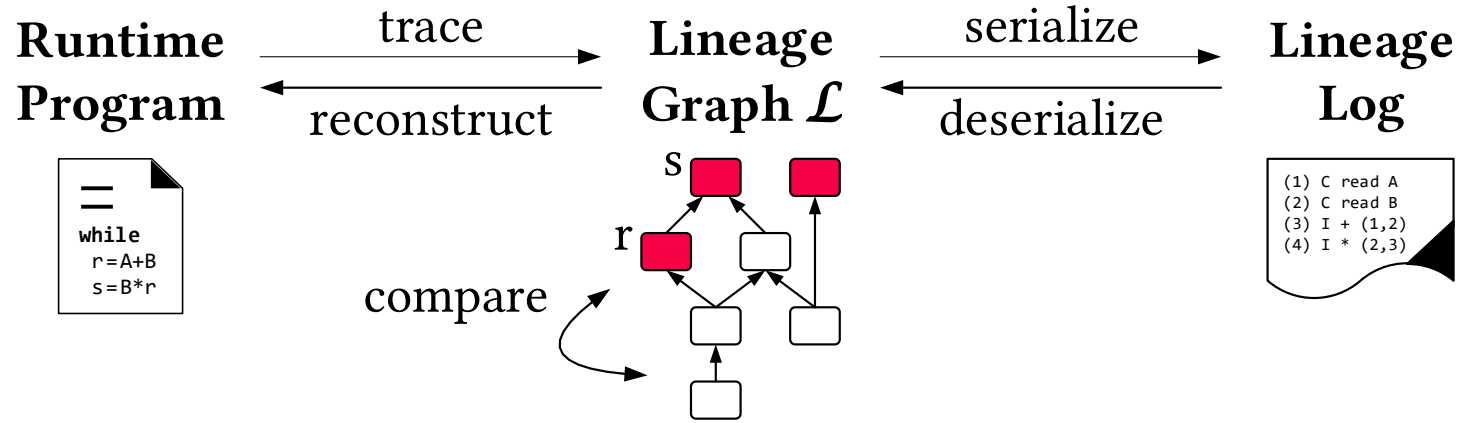 Runtime
Program
trace
reconstruct
Lineage
Graph ℒ
serialize
deserialize
Lineage
Log
while
r=A+B
s=B*r
compare
s
r
(1) C read A
(2) C read B
(3) I + (1,2)
(4) I * (2,3)